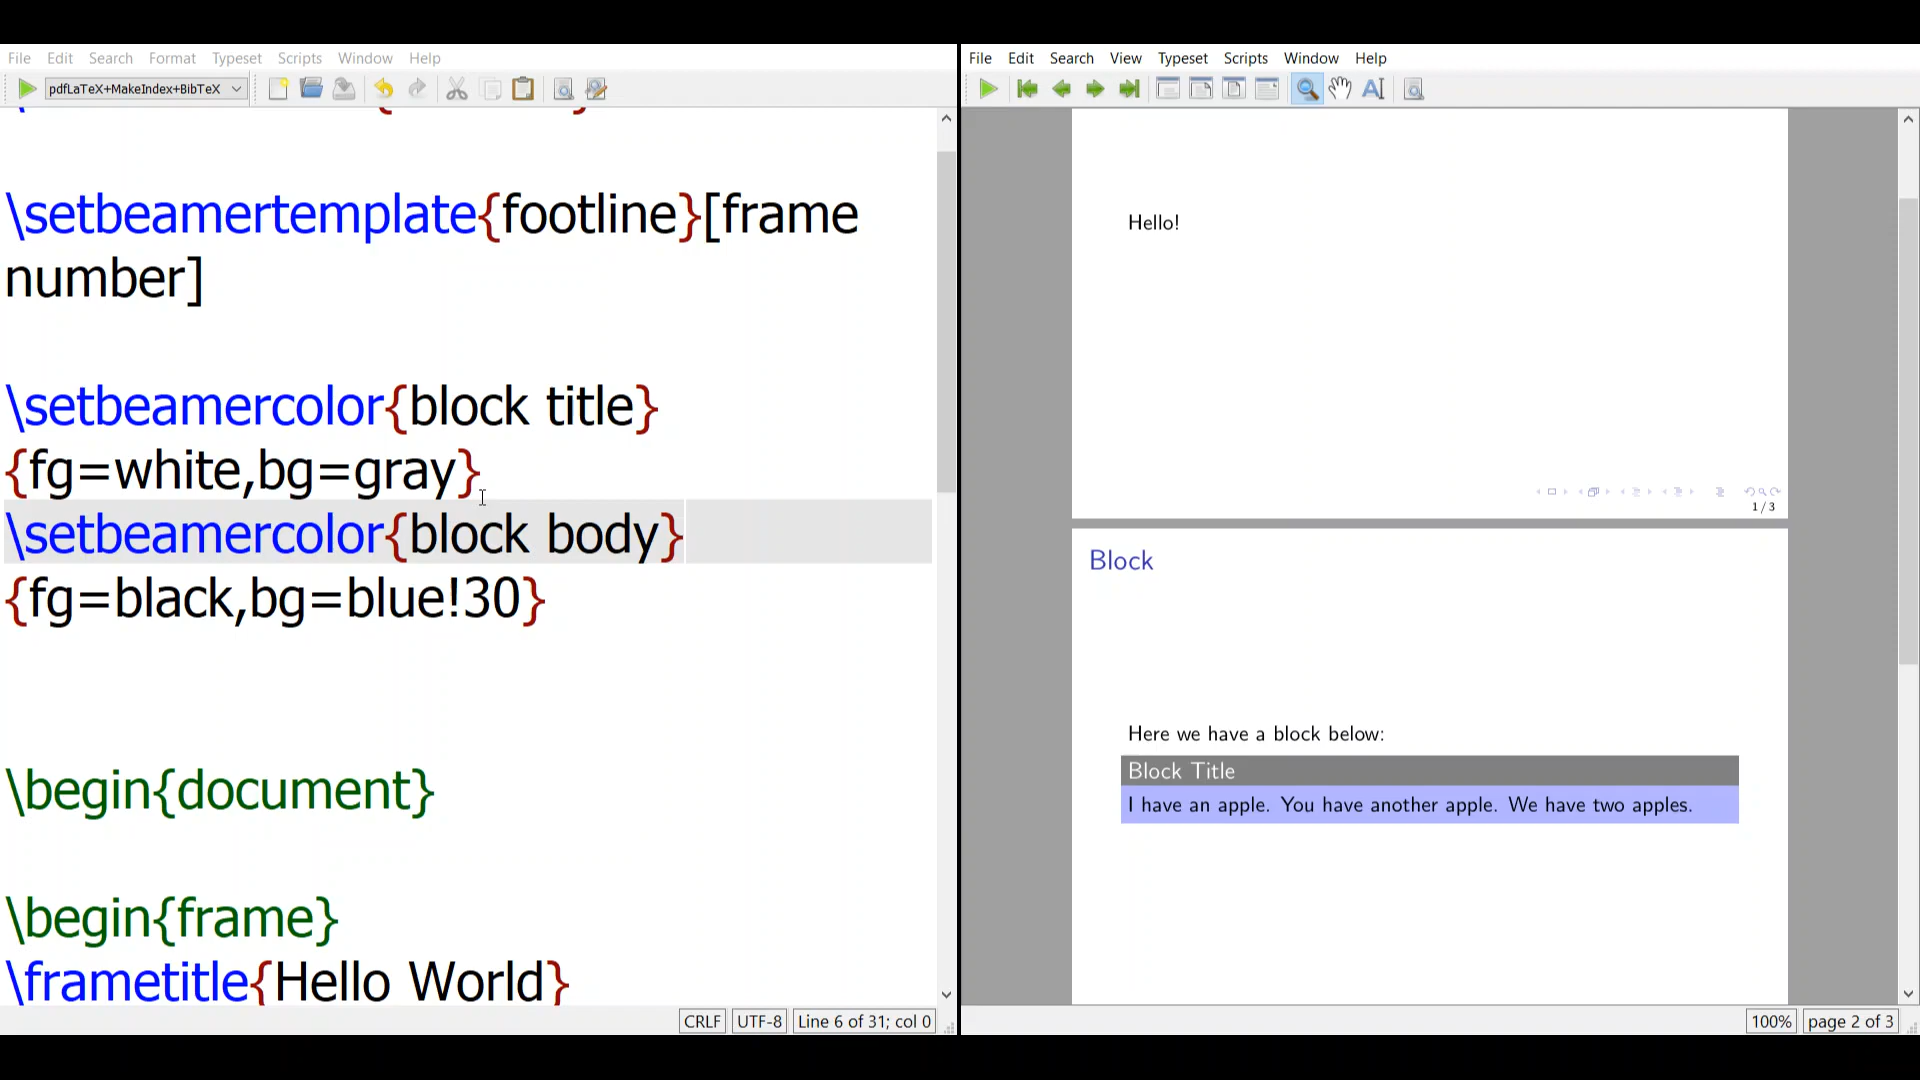 File Edit Search Format Typeset Scripts Window Help
pdfLaTeX+MakeIndex+BibTeX
\setbeamertemplate{footline}[frame
number]
\setbeamercolor{block title}
{fg=white,bg=gray}
\setbeamercolor{block body}
{fg=black,bg=blue!30}
\begin{document}
\begin{frame}
\frametitle{Hello World}
CRLF UTF-8 Line 6 of 31; col 0
File Edit Search View Typeset Scripts Window Help
Hello!
1/3
Block
Here we have a block below:
Block Title
I have an apple. You have another apple. We have two apples.
100% page 2 of 3